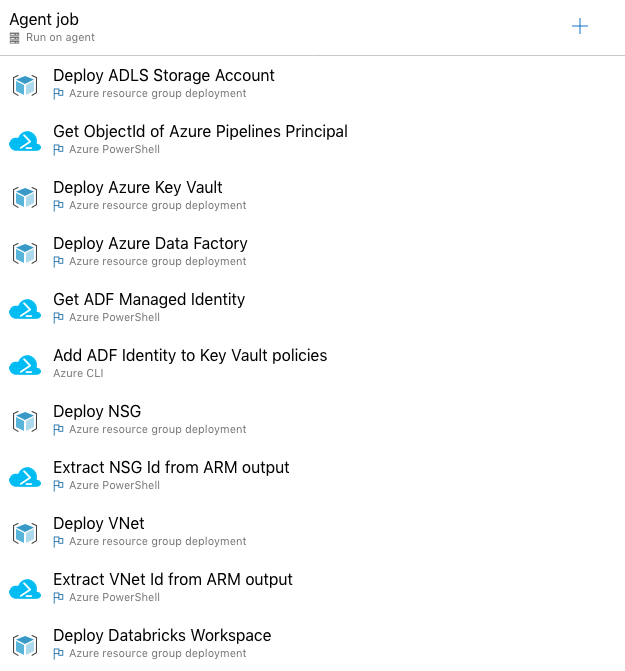 Agent job
Run on agent
Deploy ADLS Storage Account
Azure resource group deployment
Get ObjectId of Azure Pipelines Principal
Azure PowerShell
Deploy Azure Key Vault
Azure resource group deployment
Deploy Azure Data Factory
Azure resource group deployment
Get ADF Managed Identity
Azure PowerShell
Add ADF Identity to Key Vault policies
Azure CLI
Deploy NSG
Azure resource group deployment
Extract NSG Id from ARM output
Azure PowerShell
Deploy VNet
Azure resource group deployment
Extract VNet Id from ARM output
Azure PowerShell
Deploy Databricks Workspace
Azure resource group deployment